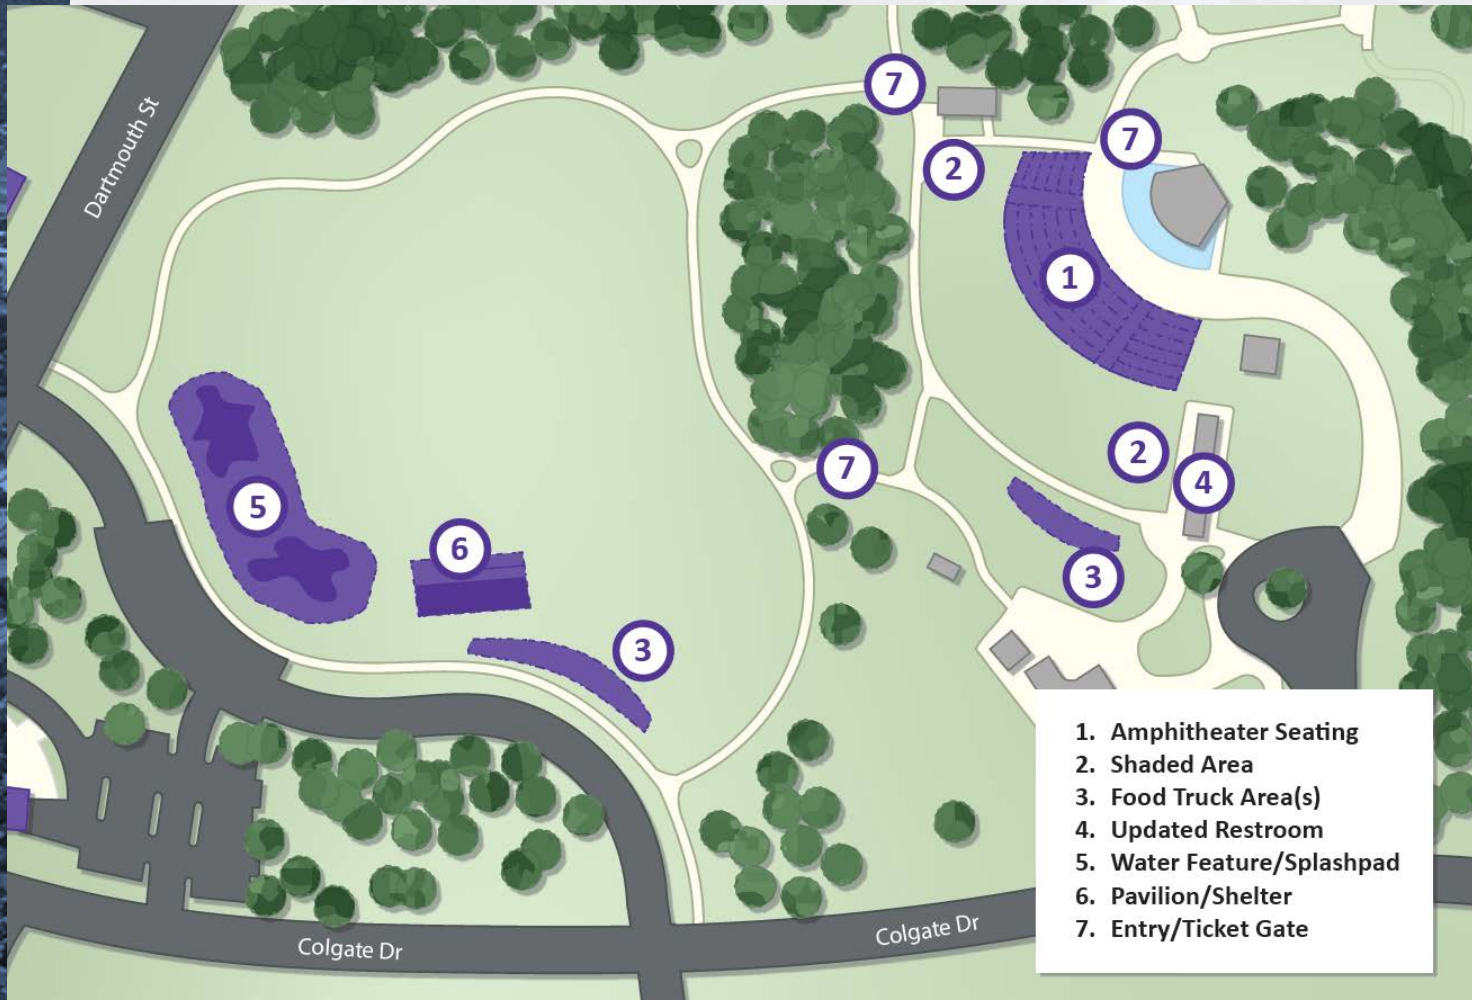 Dartmouth St
7
7
2
1
7
2
4
5
6
3
3
1. Amphitheater Seating
2. Shaded Area
3. Food Truck Area(s)
4. Updated Restroom
5. Water Feature/Splashpad
6. Pavilion/Shelter
7. Entry/Ticket Gate
Colgate Dr
Colgate Dr